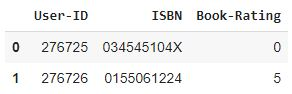 User-ID ISBN Book-Rating
0 276725 034545104X 0
1 276726 0155061224 5